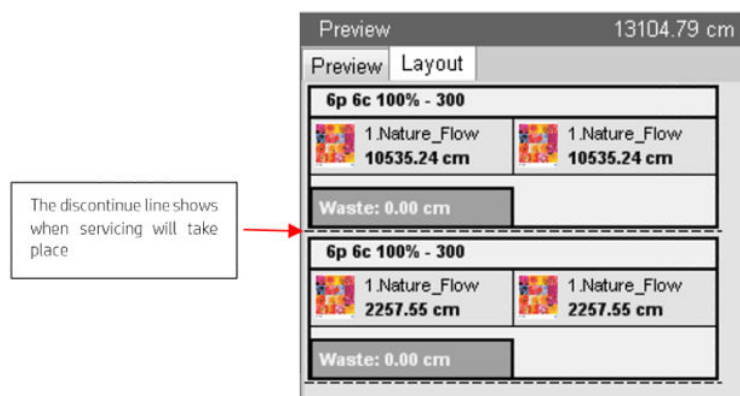 Preview 13104.79 cm
Preview Layout
6p 6c 100% - 300
1.Nature_Flow 1.Nature_Flow
10535.24 cm 10535.24 cm
Waste: 0.00 cm
The discontinue line shows
when servicing will take
place
6p 6c 100% - 300
1.Nature_Flow 1.Nature_Flow
2257.55 cm 2257.55 cm
Waste: 0.00 cm